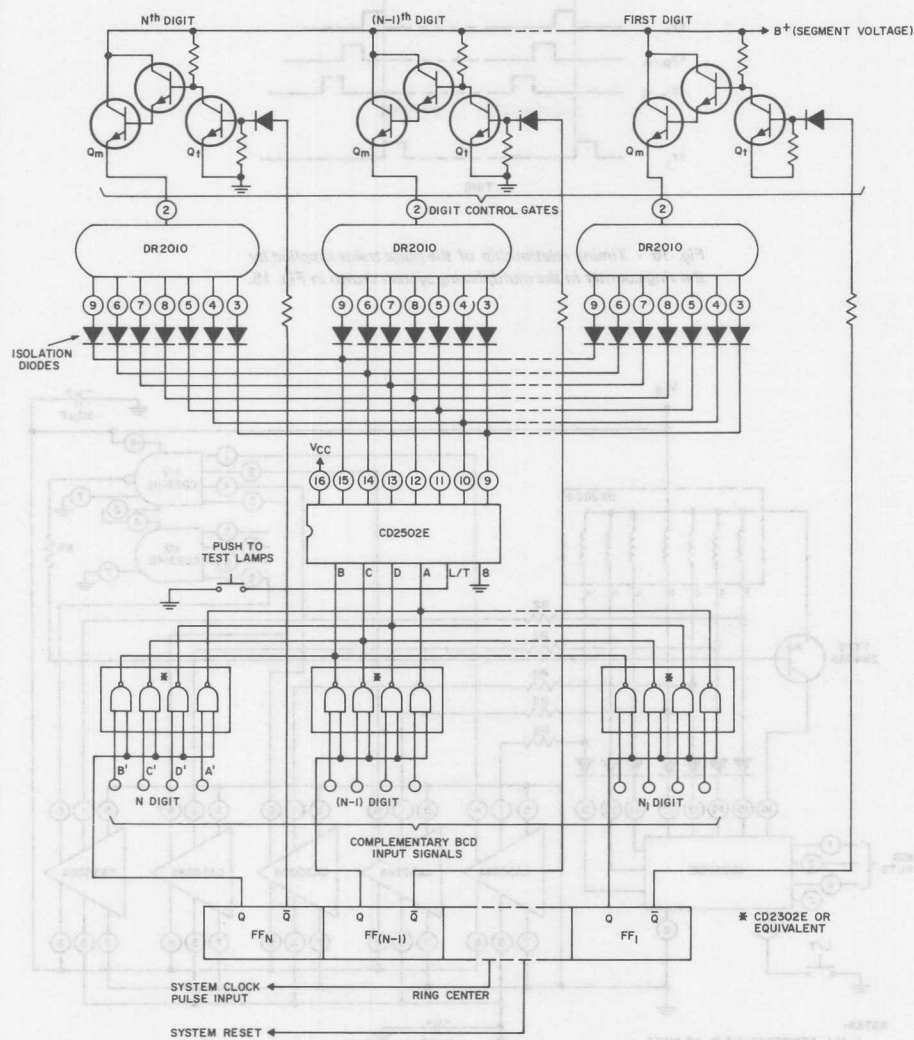 Nth DIGIT
(N-1)th DIGIT
FIRST DIGIT
B+ (SEGMENT VOLTAGE)
Qm
Qt
Qm
Qt
Qm
Qt
2
2
DIGIT CONTROL GATES
2
DR2010
DR2010
DR2010
9 6 7 8 5 4 3
9 6 7 8 5 4 3
9 6 7 8 5 4 3
ISOLATION
DIODES
VCC
16 15 14 13 12 11 10 9
CD2502E
PUSH TO
TEST LAMPS
B C D A L/T 8
*
*
*
B' C' D' A'
N DIGIT
(N-1) DIGIT
N1 DIGIT
COMPLEMENTARY BCD
INPUT SIGNALS
Q Q̅
Q Q̅
Q Q̅
FFN
FF(N-1)
FF1
* CD2302E OR
EQUIVALENT
SYSTEM CLOCK
PULSE INPUT
RING CENTER
SYSTEM RESET